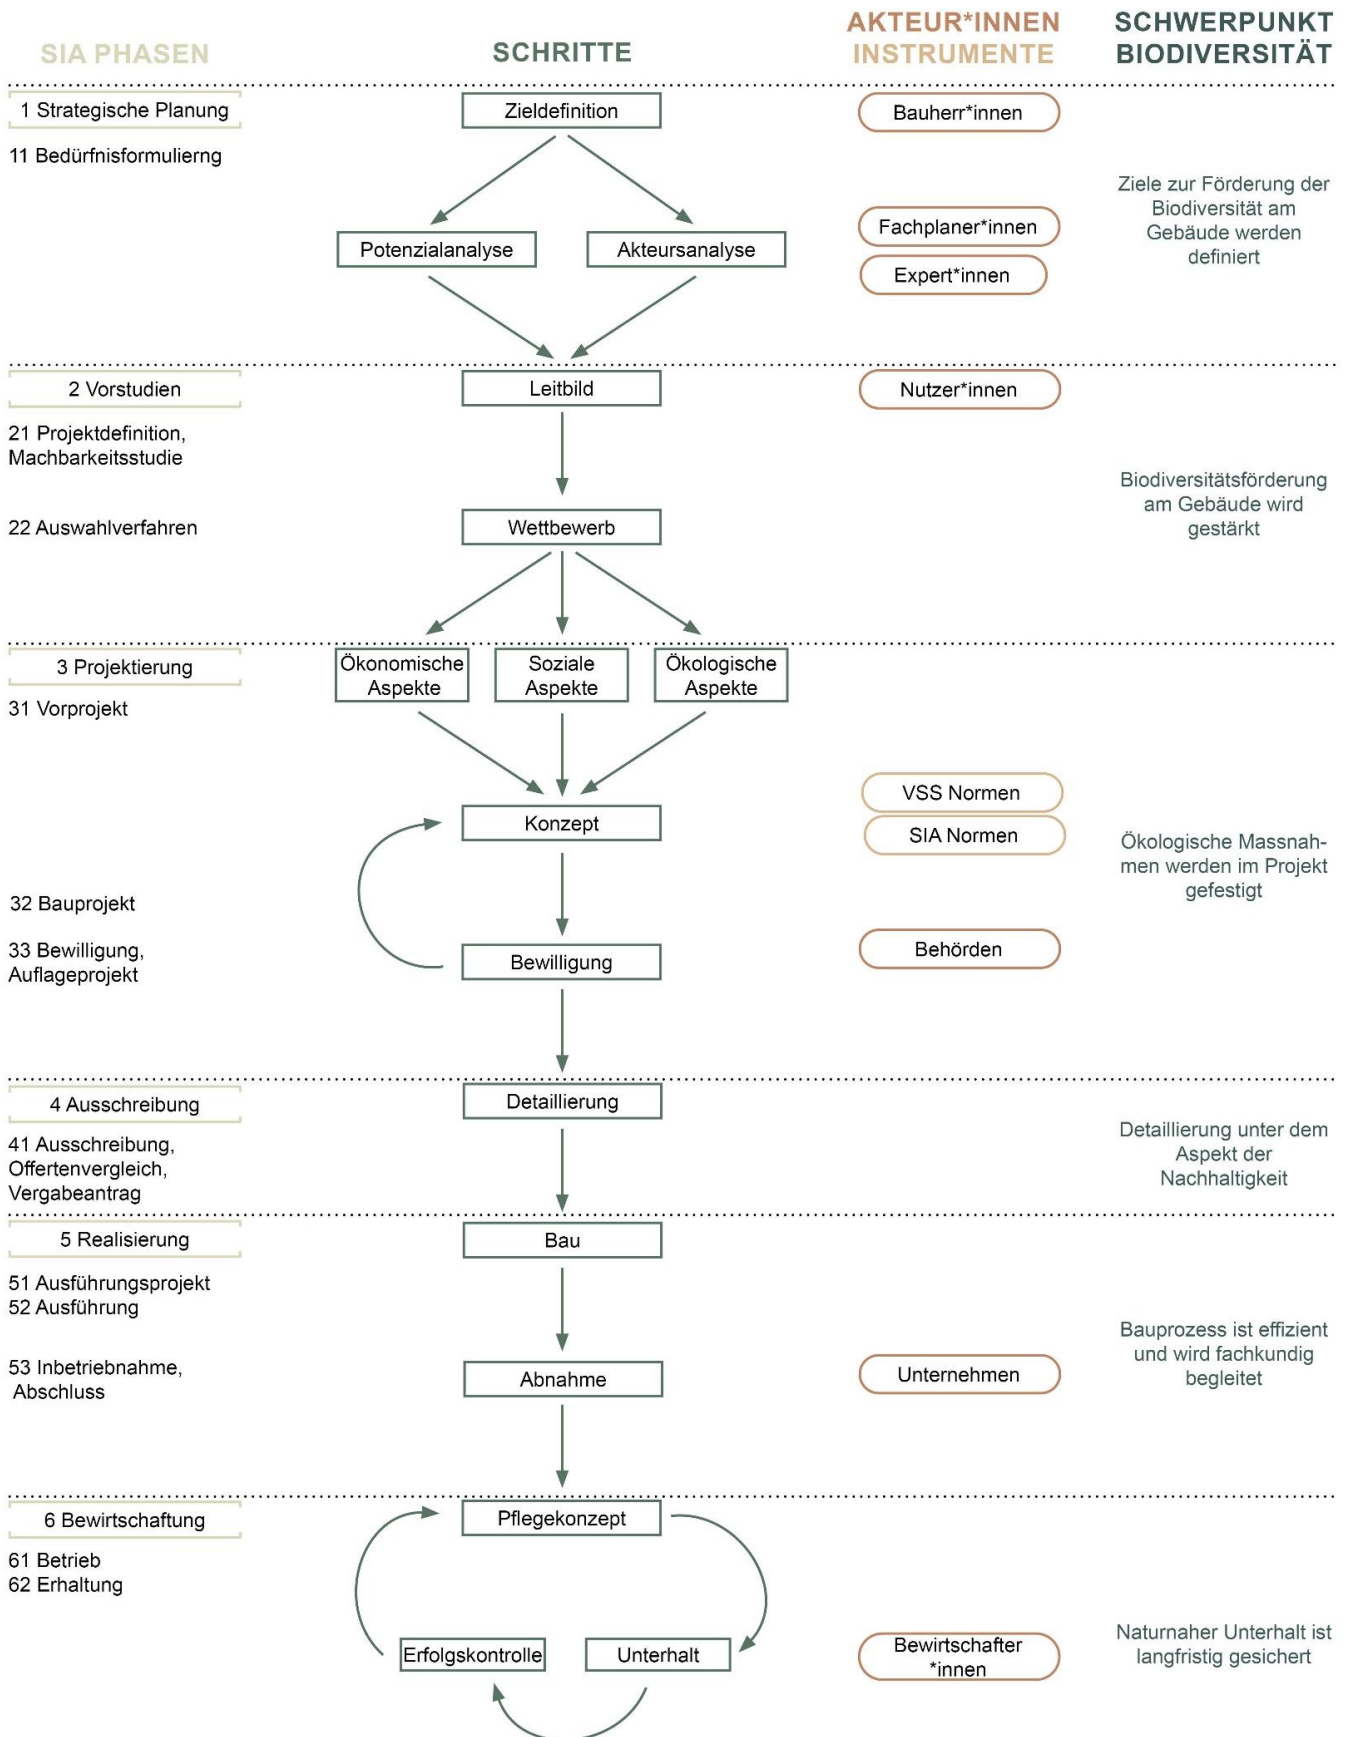 SIA PHASEN
SCHRITTE
AKTEUR*INNEN
INSTRUMENTE
SCHWERPUNKT
BIODIVERSITÄT
1 Strategische Planung
11 Bedürfnisformulierng
Zieldefinition
Potenzialanalyse
Akteursanalyse
Bauherr*innen
Fachplaner*innen
Expert*innen
Ziele zur Förderung der
Biodiversität am
Gebäude werden
definiert
2 Vorstudien
21 Projektdefinition,
Machbarkeitsstudie
22 Auswahlverfahren
Leitbild
Wettbewerb
Nutzer*innen
Biodiversitätsförderung
am Gebäude wird
gestärkt
3 Projektierung
31 Vorprojekt
32 Bauprojekt
33 Bewilligung,
Auflageprojekt
Ökonomische
Aspekte
Soziale
Aspekte
Ökologische
Aspekte
Konzept
Bewilligung
VSS Normen
SIA Normen
Behörden
Ökologische Massnah-
men werden im Projekt
gefestigt
4 Ausschreibung
41 Ausschreibung,
Offertenvergleich,
Vergabeantrag
Detaillierung
Detaillierung unter dem
Aspekt der
Nachhaltigkeit
5 Realisierung
51 Ausführungsprojekt
52 Ausführung
53 Inbetriebnahme,
Abschluss
Bau
Abnahme
Unternehmen
Bauprozess ist effizient
und wird fachkundig
begleitet
6 Bewirtschaftung
61 Betrieb
62 Erhaltung
Pflegekonzept
Erfolgskontrolle
Unterhalt
Bewirtschafter
*innen
Naturnaher Unterhalt ist
langfristig gesichert